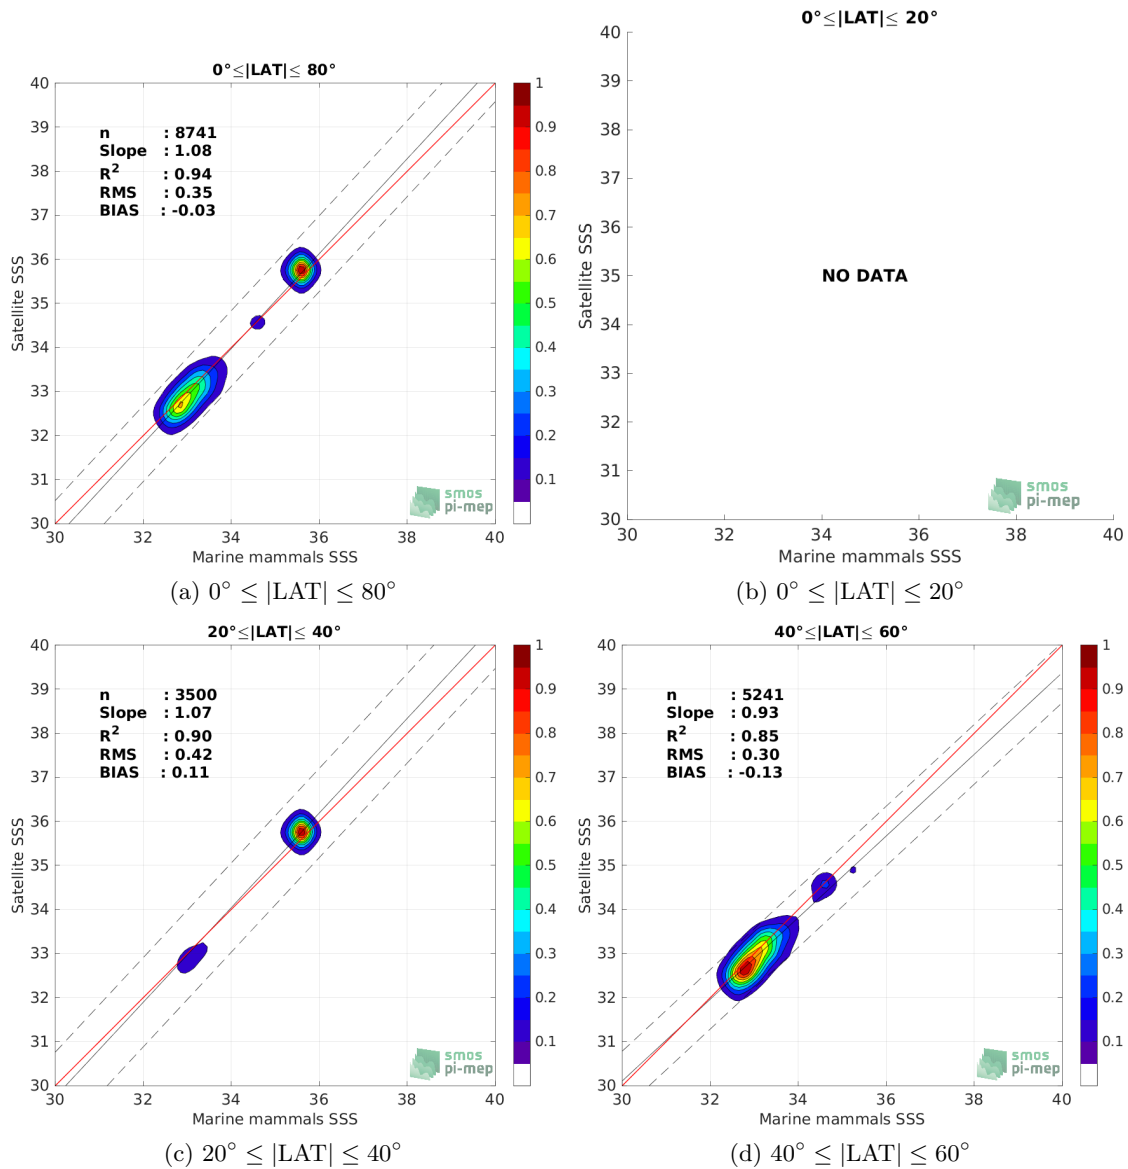 0°≤|LAT|≤ 80°
40
39
38
37
36
35
34
33
32
31
30
Satellite SSS
n : 8741
Slope : 1.08
R² : 0.94
RMS : 0.35
BIAS : -0.03
smos
pi-mep
30 32 34 36 38 40
Marine mammals SSS
1
0.9
0.8
0.7
0.6
0.5
0.4
0.3
0.2
0.1
(a) 0° ≤ |LAT| ≤ 80°
0°≤|LAT|≤ 20°
40
39
38
37
36
35
34
33
32
31
30
Satellite SSS
NO DATA
smos
pi-mep
30 32 34 36 38 40
Marine mammals SSS
(b) 0° ≤ |LAT| ≤ 20°
20°≤|LAT|≤ 40°
40
39
38
37
36
35
34
33
32
31
30
Satellite SSS
n : 3500
Slope : 1.07
R² : 0.90
RMS : 0.42
BIAS : 0.11
smos
pi-mep
30 32 34 36 38 40
Marine mammals SSS
1
0.9
0.8
0.7
0.6
0.5
0.4
0.3
0.2
0.1
(c) 20° ≤ |LAT| ≤ 40°
40°≤|LAT|≤ 60°
40
39
38
37
36
35
34
33
32
31
30
Satellite SSS
n : 5241
Slope : 0.93
R² : 0.85
RMS : 0.30
BIAS : -0.13
smos
pi-mep
30 32 34 36 38 40
Marine mammals SSS
1
0.9
0.8
0.7
0.6
0.5
0.4
0.3
0.2
0.1
(d) 40° ≤ |LAT| ≤ 60°